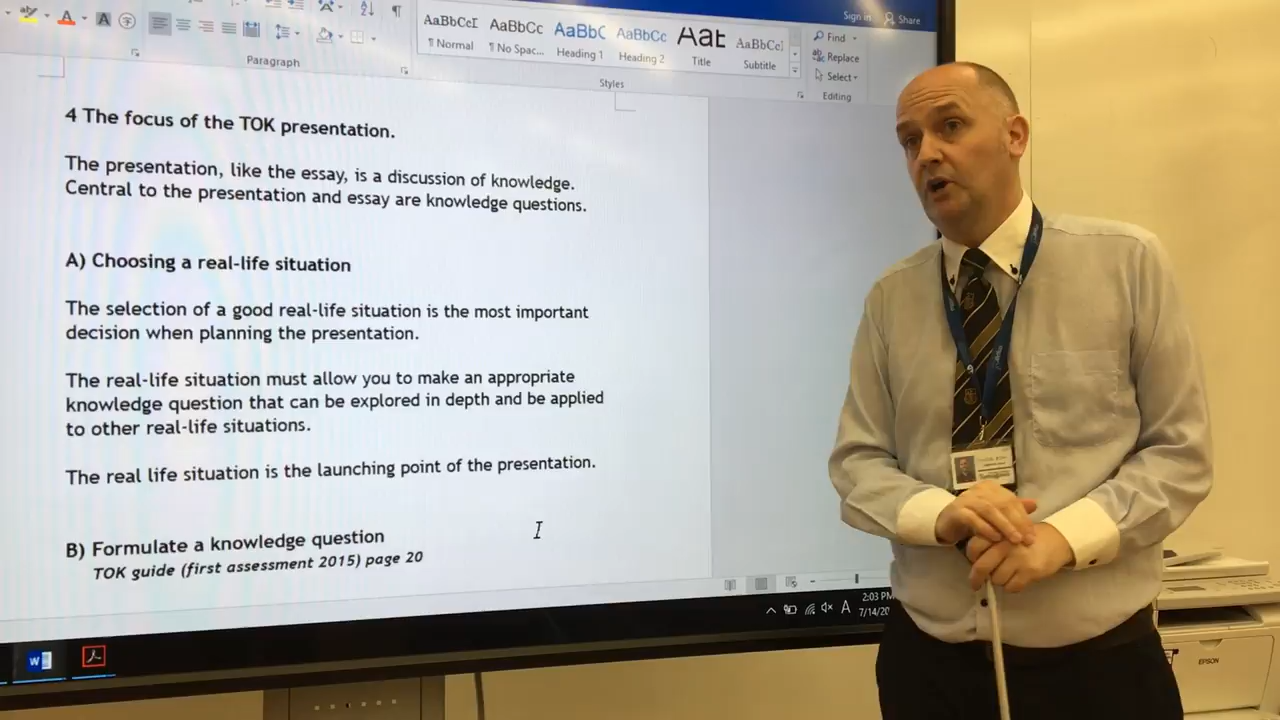 Sign in Share
AaBbCcI AaBbCc AaBbC AaBbCc AaB AaBbCcI
¶ Normal ¶ No Spac... Heading 1 Heading 2 Title Subtitle
Find
Replace
Select
Paragraph Styles Editing
4 The focus of the TOK presentation.
The presentation, like the essay, is a discussion of knowledge.
Central to the presentation and essay are knowledge questions.
A) Choosing a real-life situation
The selection of a good real-life situation is the most important
decision when planning the presentation.
The real-life situation must allow you to make an appropriate
knowledge question that can be explored in depth and be applied
to other real-life situations.
The real life situation is the launching point of the presentation.
B) Formulate a knowledge question
TOK guide (first assessment 2015) page 20
A 2:03 PM
7/14/20
W
EPSON